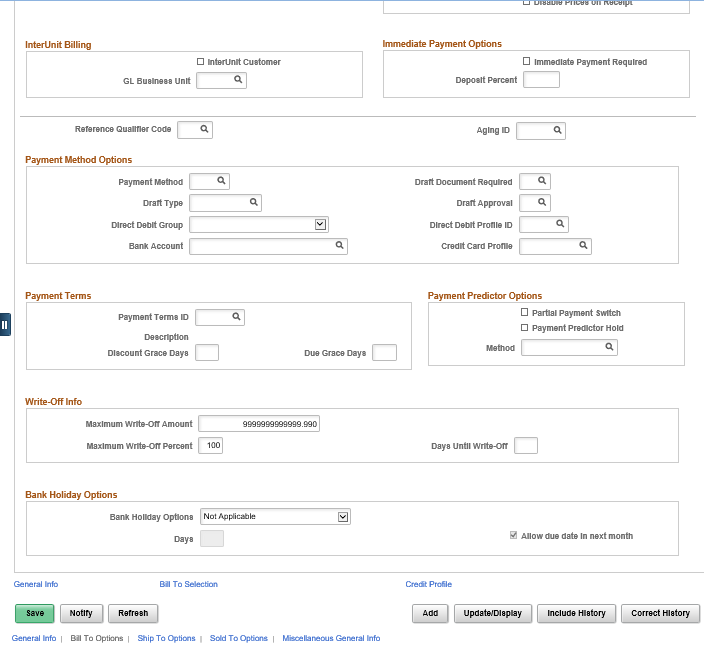 Disable Prices on Receipt
InterUnit Billing
InterUnit Customer
GL Business Unit
Immediate Payment Options
Immediate Payment Required
Deposit Percent
Reference Qualifier Code
Aging ID
Payment Method Options
Payment Method
Draft Document Required
Draft Type
Draft Approval
Direct Debit Group
Direct Debit Profile ID
Bank Account
Credit Card Profile
Payment Terms
Payment Terms ID
Description
Discount Grace Days
Due Grace Days
Payment Predictor Options
Partial Payment Switch
Payment Predictor Hold
Method
Write-Off Info
Maximum Write-Off Amount 9999999999999.990
Maximum Write-Off Percent 100
Days Until Write-Off
Bank Holiday Options
Bank Holiday Options Not Applicable
Days
Allow due date in next month
General Info Bill To Selection Credit Profile
Save Notify Refresh Add Update/Display Include History Correct History
General Info | Bill To Options | Ship To Options | Sold To Options | Miscellaneous General Info